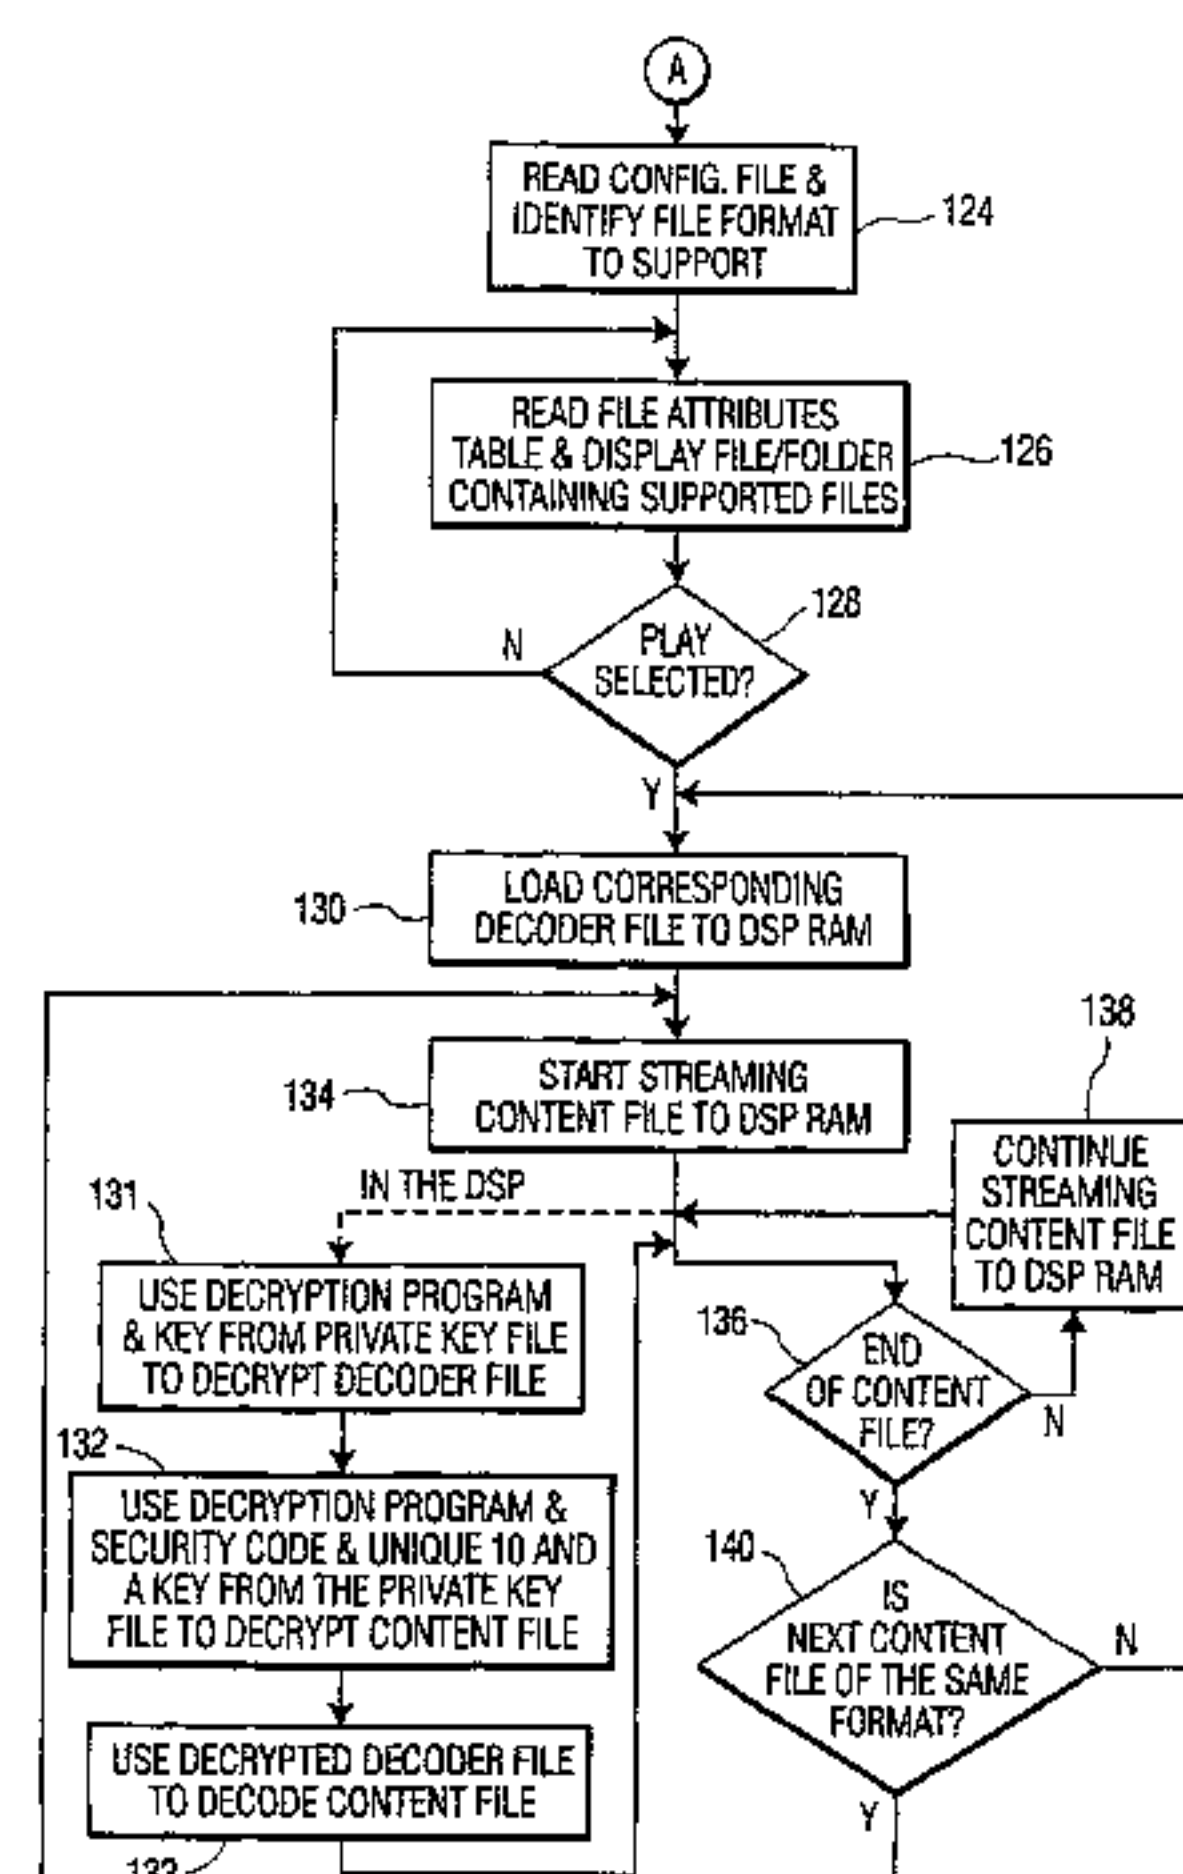 A
READ CONFIG. FILE &
IDENTIFY FILE FORMAT
TO SUPPORT
124
READ FILE ATTRIBUTES
TABLE & DISPLAY FILE/FOLDER
CONTAINING SUPPORTED FILES
126
PLAY
SELECTED?
128
N
Y
LOAD CORRESPONDING
DECODER FILE TO DSP RAM
130
START STREAMING
CONTENT FILE TO DSP RAM
134
138
CONTINUE
STREAMING
CONTENT FILE
TO DSP RAM
IN THE DSP
131
USE DECRYPTION PROGRAM
& KEY FROM PRIVATE KEY FILE
TO DECRYPT DECODER FILE
136
END
OF CONTENT
FILE?
N
Y
132
USE DECRYPTION PROGRAM &
SECURITY CODE & UNIQUE 10 AND
A KEY FROM THE PRIVATE KEY
FILE TO DECRYPT CONTENT FILE
140
IS
NEXT CONTENT
FILE OF THE SAME
FORMAT?
N
Y
USE DECRYPTED DECODER FILE
TO DECODE CONTENT FILE
133